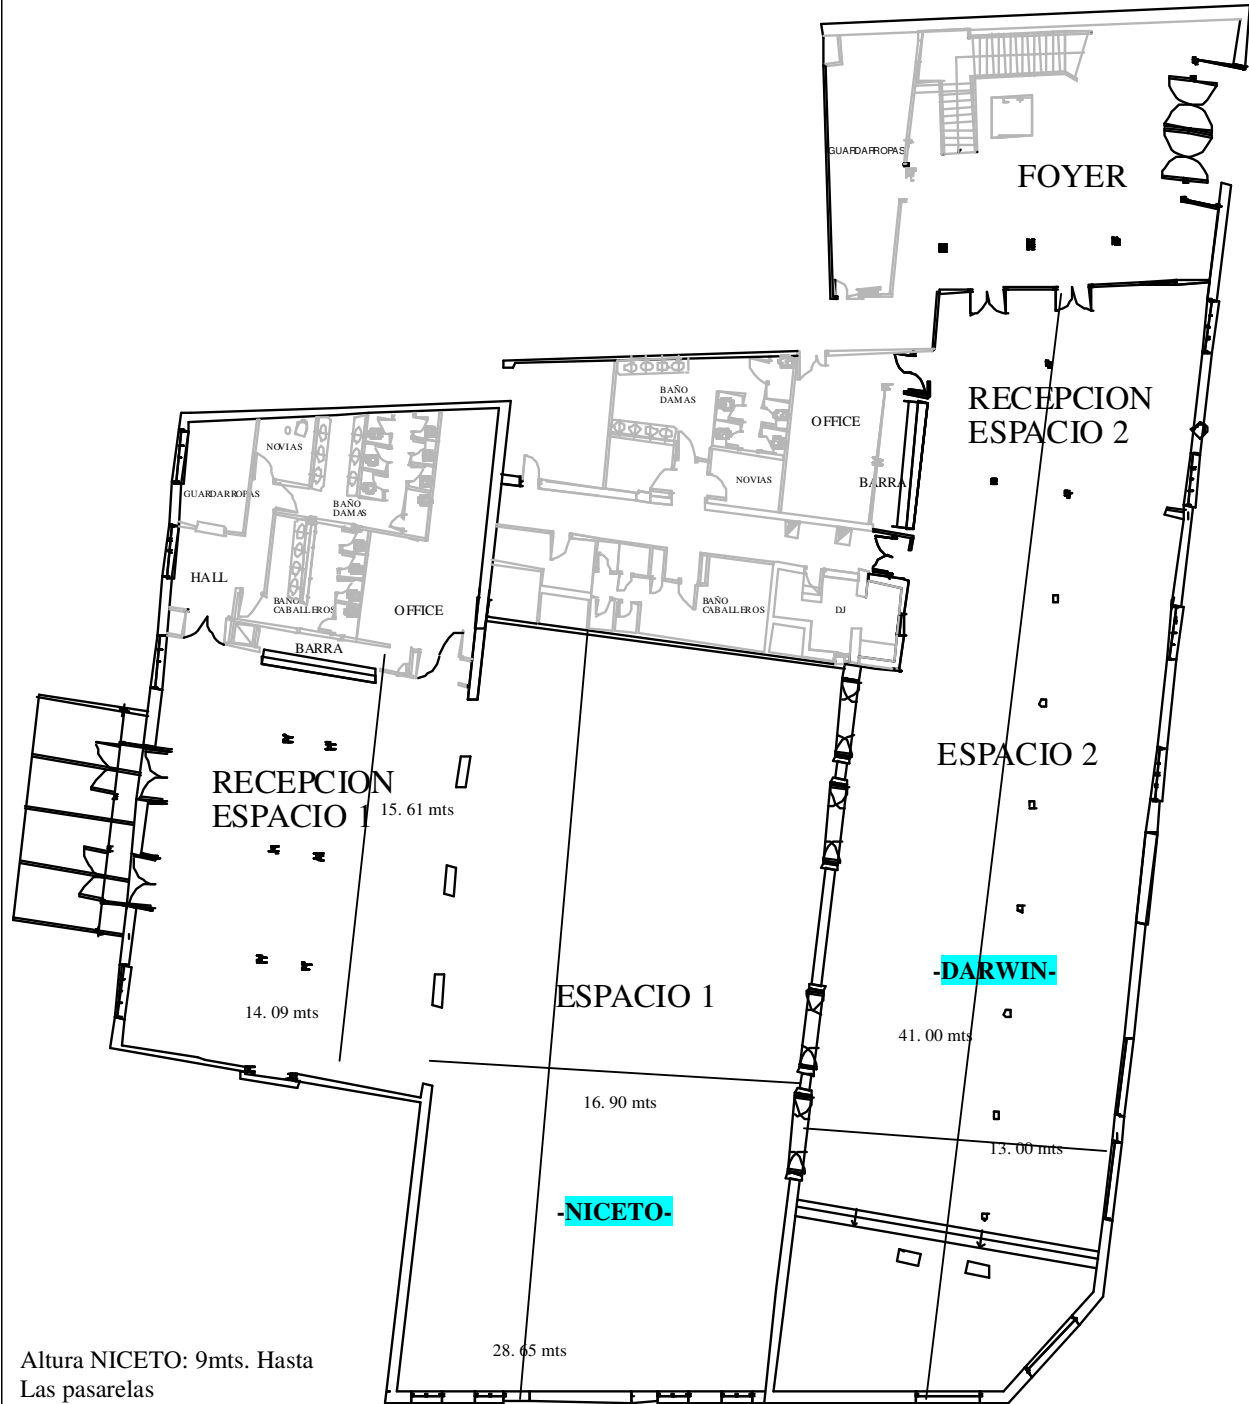 GUARDARROPAS
FOYER
RECEPCION
ESPACIO 2
BAÑO
DAMAS
OFFICE
NOVIAS
BARRA
NOVIAS
GUARDARROPAS
BAÑO
DAMAS
HALL
BAÑO
CABALLEROS
OFFICE
BARRA
BAÑO
CABALLEROS
DJ
ESPACIO 2
RECEPCION
ESPACIO 1
15. 61 mts
-DARWIN-
ESPACIO 1
14. 09 mts
41. 00 mts
16. 90 mts
13. 00 mts
-NICETO-
28. 65 mts
Altura NICETO: 9mts. Hasta
Las pasarelas